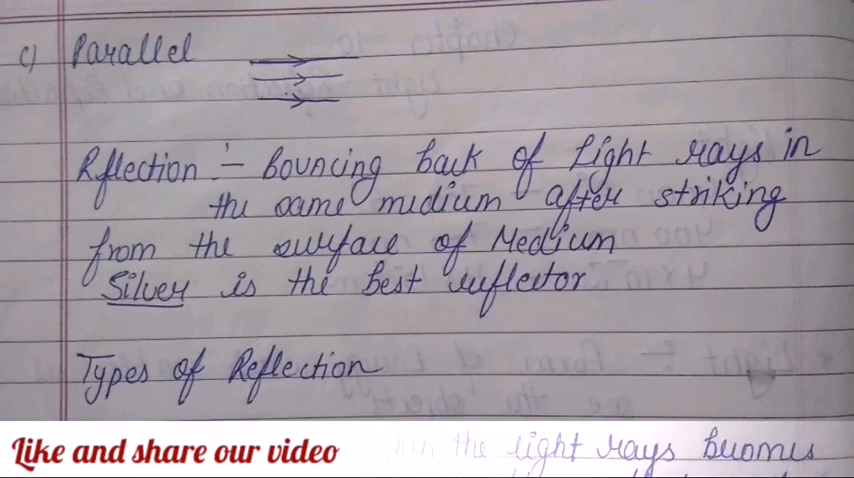 c) Parallel
Reflection :- Bouncing back of light rays in
the same medium after striking
from the surface of Medium
Silver is the best reflector
Types of Reflection
Like and share our video
the light rays becomes